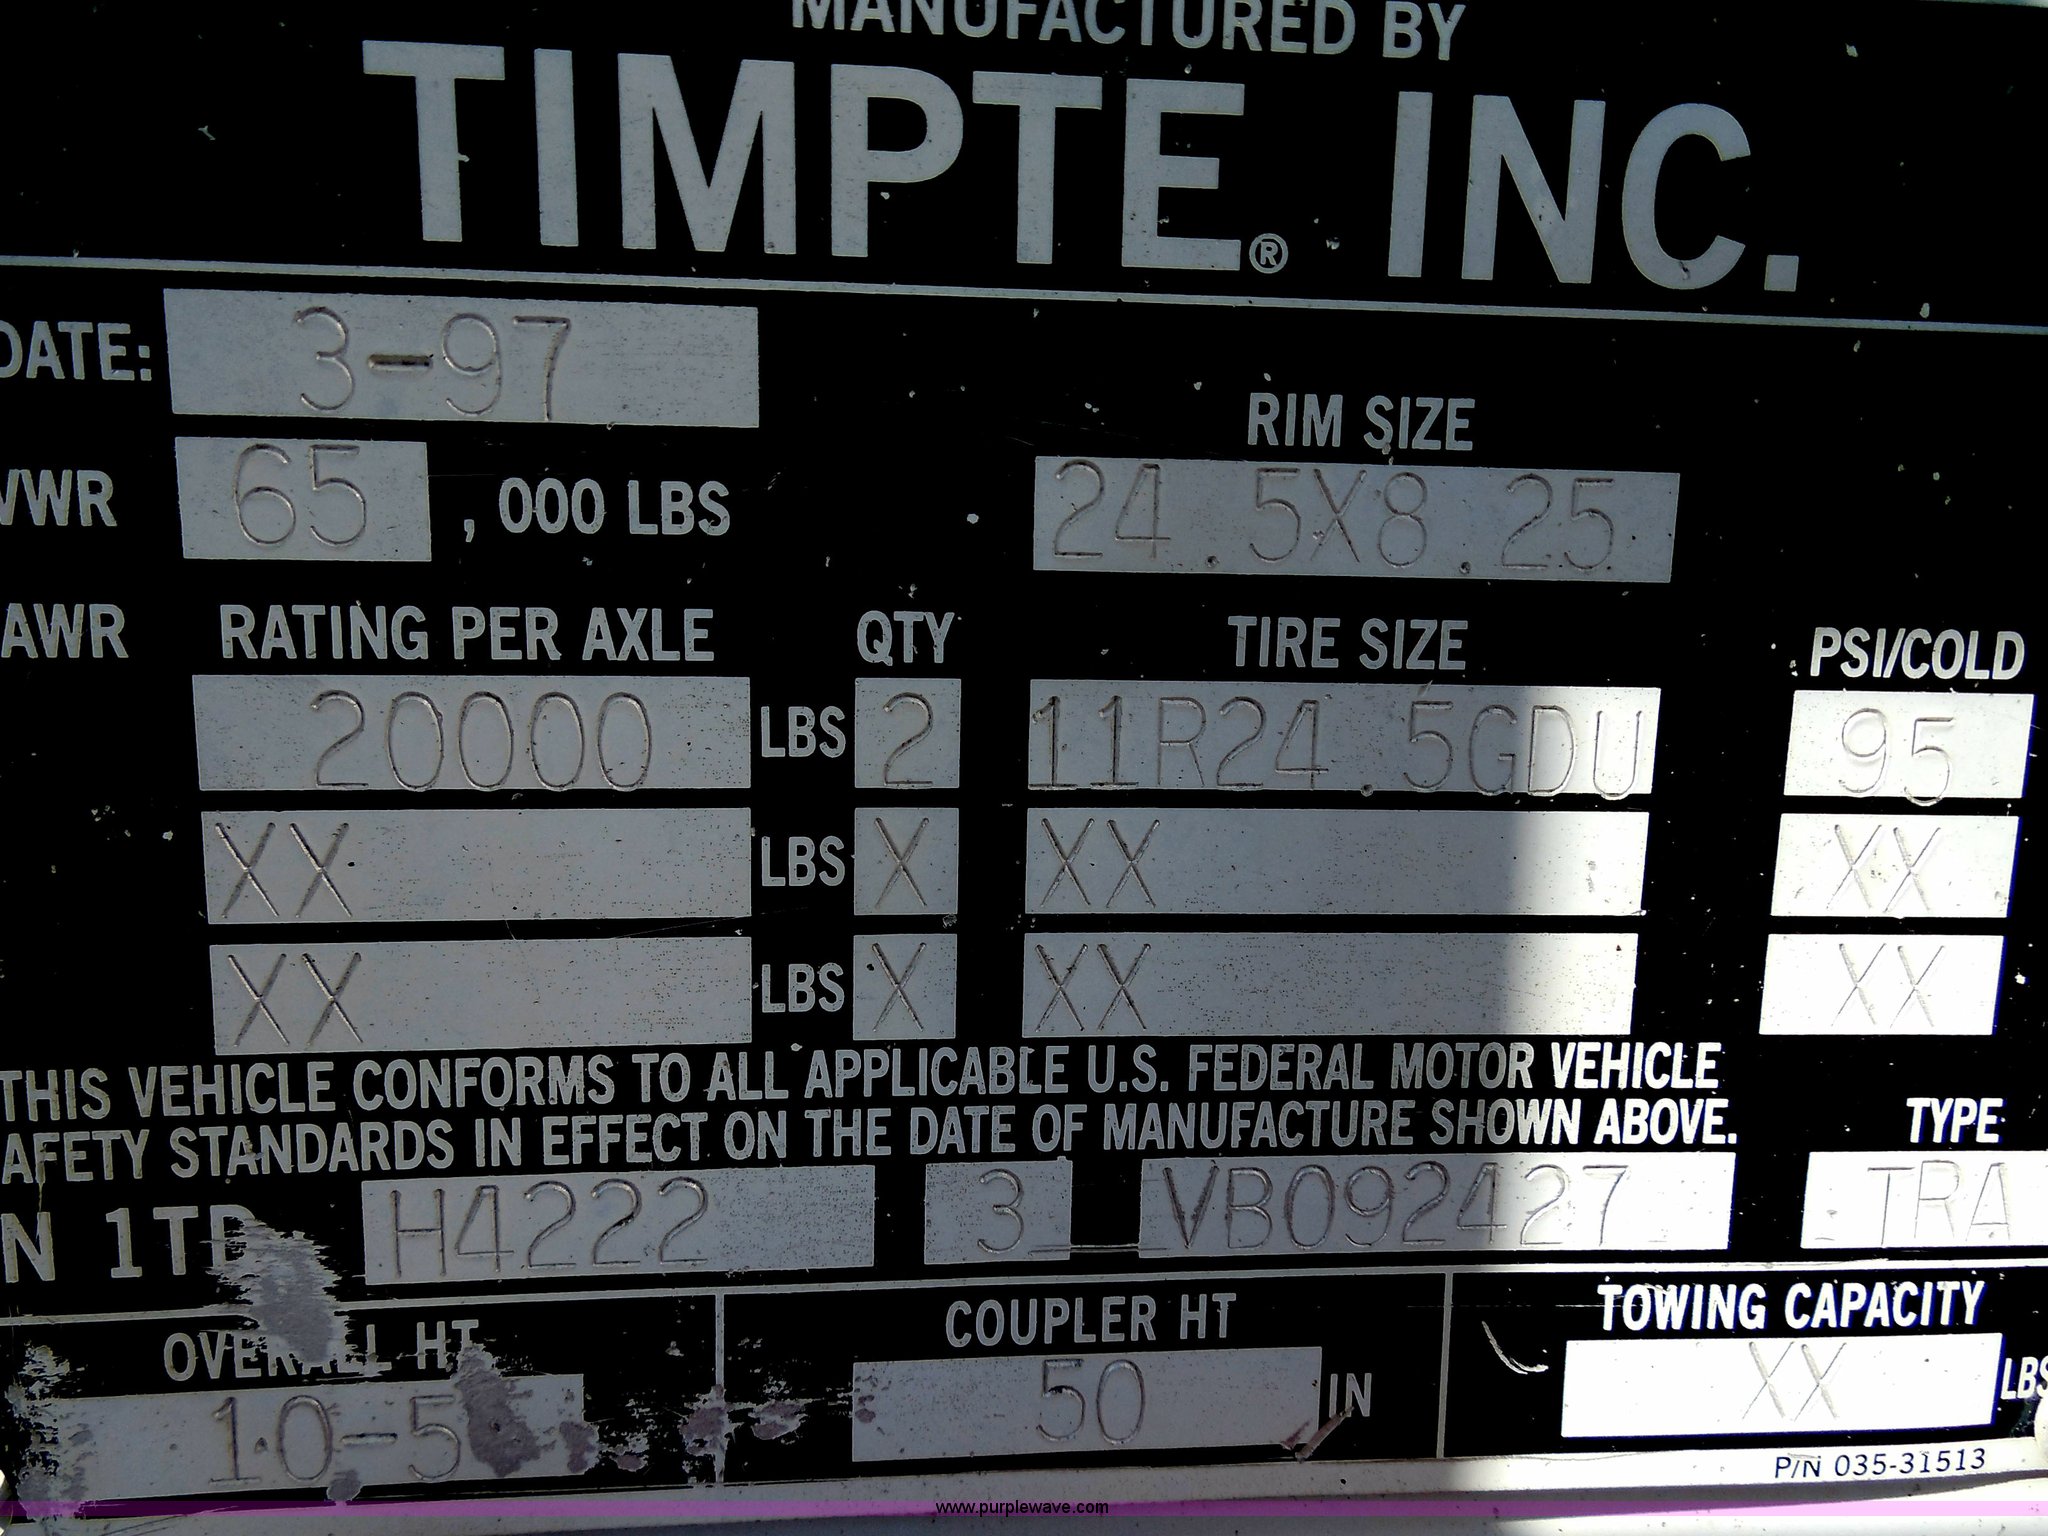 MANUFACTURED BY
TIMPTE® INC.
DATE: 3-97
RIM SIZE
VWR 65 ,000 LBS 24.5X8.25
AWR RATING PER AXLE QTY TIRE SIZE PSI/COLD
20000 LBS 2 11R24.5GDU 95
XX LBS X XX XX
XX LBS X XX XX
THIS VEHICLE CONFORMS TO ALL APPLICABLE U.S. FEDERAL MOTOR VEHICLE
AFETY STANDARDS IN EFFECT ON THE DATE OF MANUFACTURE SHOWN ABOVE.
TYPE
N 1TD H4222 3 VB092427 TRA
OVERALL HT COUPLER HT TOWING CAPACITY
10-5 50 IN XX LBS
P/N 035-31513
www.purplewave.com